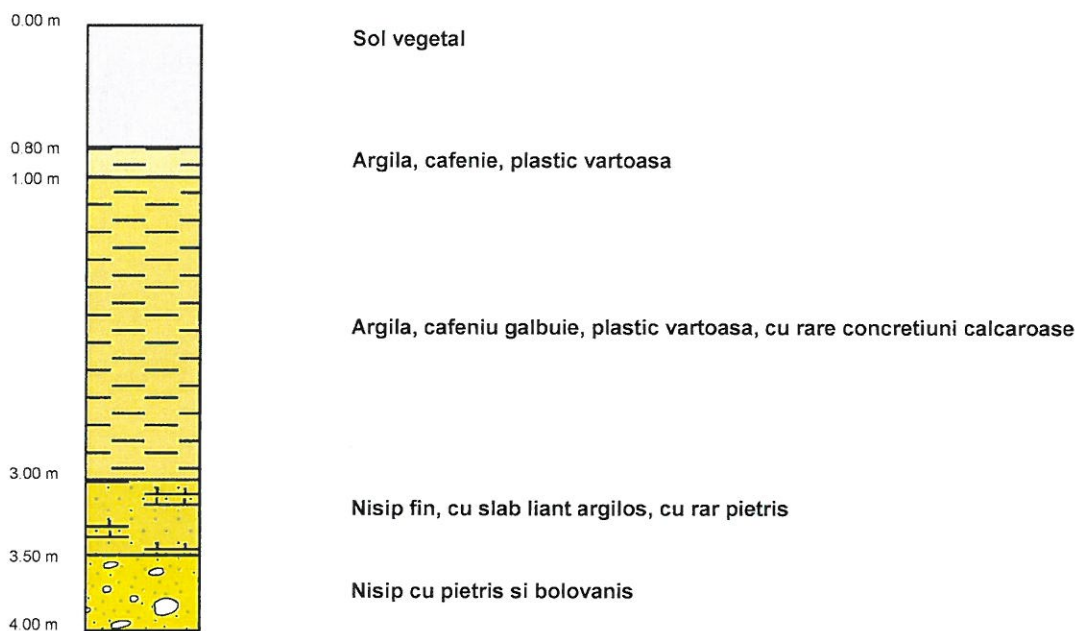 0.00 m
Sol vegetal
0.80 m
Argila, cafenie, plastic vartoasa
1.00 m
Argila, cafeniu galbuie, plastic vartoasa, cu rare concretiuni calcaroase
3.00 m
Nisip fin, cu slab liant argilos, cu rar pietris
3.50 m
Nisip cu pietris si bolovanis
4.00 m